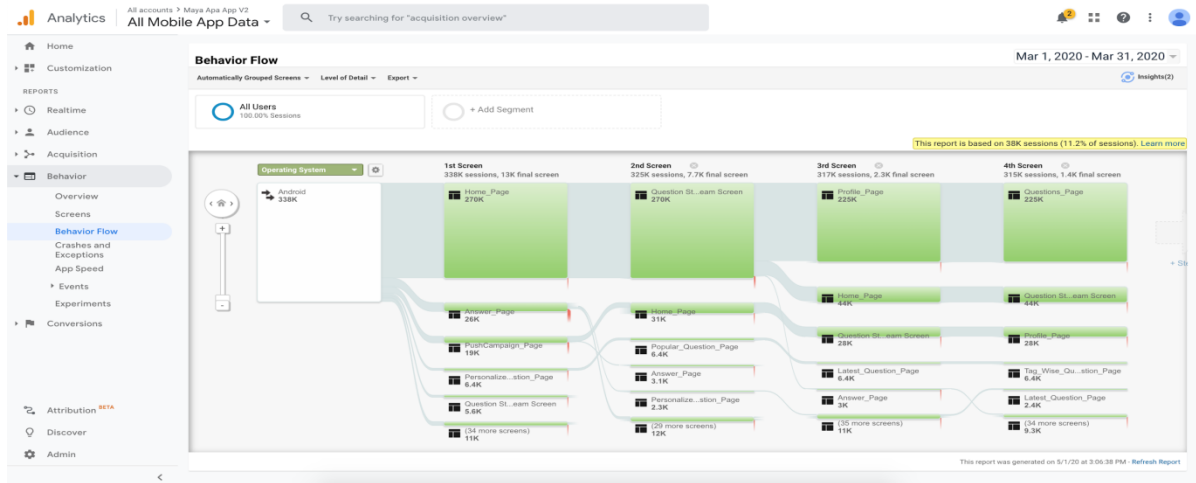 Analytics
All accounts > Maya Apa App V2
All Mobile App Data
Try searching for "acquisition overview"
2
Home
Customization
REPORTS
Realtime
Audience
Acquisition
Behavior
Overview
Screens
Behavior Flow
Crashes and
Exceptions
App Speed
Events
Experiments
Conversions
Attribution BETA
Discover
Admin
Behavior Flow
Mar 1, 2020 - Mar 31, 2020
Automatically Grouped Screens
Level of Detail
Export
Insights(2)
All Users
100.00% Sessions
+ Add Segment
This report is based on 38K sessions (11.2% of sessions). Learn more
Operating System
Android
338K
1st Screen
338K sessions, 13K final screen
Home_Page
270K
Answer_Page
26K
PushCampaign_Page
19K
Personalize...stion_Page
6.4K
Question St...eam Screen
5.6K
(34 more screens)
11K
2nd Screen
325K sessions, 7.7K final screen
Question St...eam Screen
270K
Home_Page
31K
Popular_Question_Page
6.4K
Answer_Page
3.1K
Personalize...stion_Page
2.3K
(29 more screens)
12K
3rd Screen
317K sessions, 2.3K final screen
Profile_Page
225K
Home_Page
44K
Question St...eam Screen
28K
Latest_Question_Page
6.4K
Answer_Page
3K
(35 more screens)
11K
4th Screen
315K sessions, 1.4K final screen
Questions_Page
225K
Question St...eam Screen
44K
Profile_Page
28K
Tag_Wise_Qu...stion_Page
6.4K
Latest_Question_Page
2.4K
(34 more screens)
9.3K
+ Ste
This report was generated on 5/1/20 at 3:06:38 PM - Refresh Report